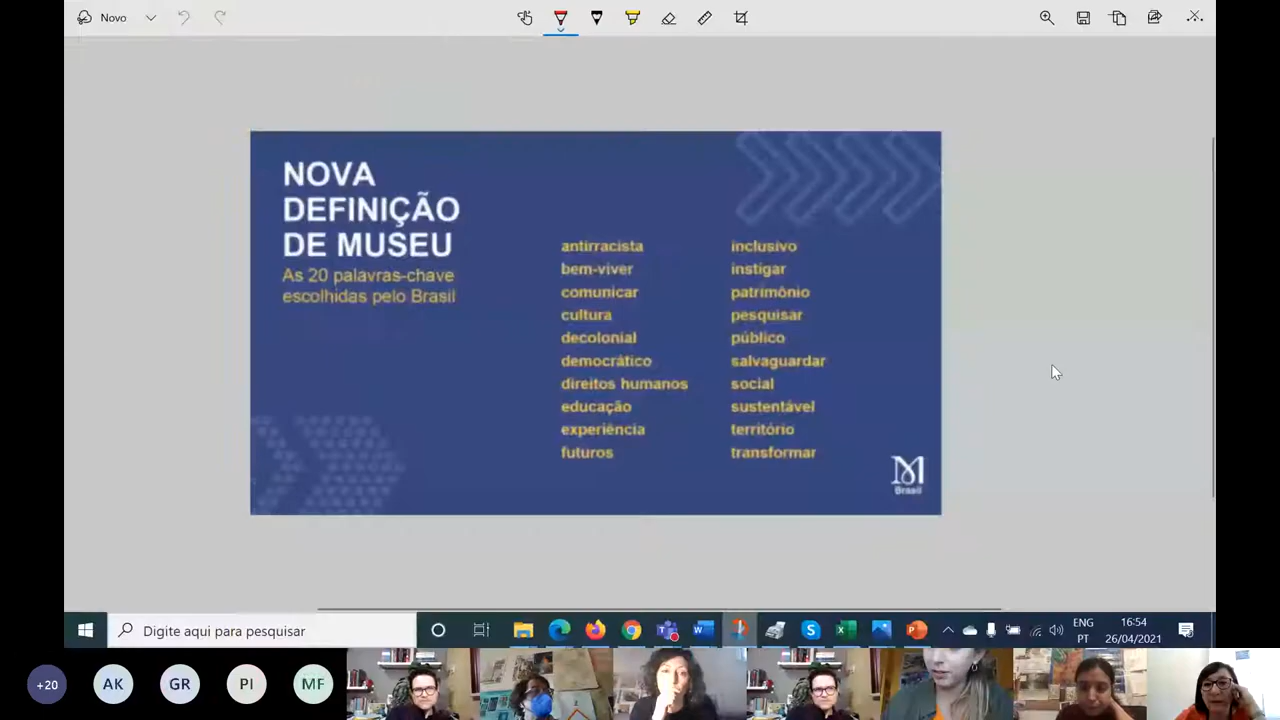 Novo
NOVA
DEFINIÇÃO
DE MUSEU
As 20 palavras-chave
escolhidas pelo Brasil
antirracista
bem-viver
comunicar
cultura
decolonial
democrático
direitos humanos
educação
experiência
futuros
inclusivo
instigar
patrimônio
pesquisar
público
salvaguardar
social
sustentável
território
transformar
M
Brasil
Digite aqui para pesquisar
ENG
PT
16:54
26/04/2021
+20
AK
GR
PI
MF